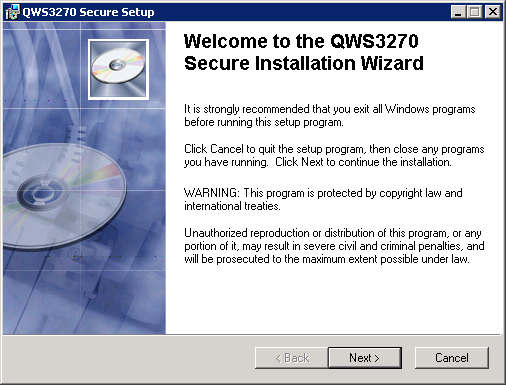 QWS3270 Secure Setup
Welcome to the QWS3270
Secure Installation Wizard
It is strongly recommended that you exit all Windows programs
before running this setup program.
Click Cancel to quit the setup program, then close any programs
you have running.  Click Next to continue the installation.
WARNING: This program is protected by copyright law and
international treaties.
Unauthorized reproduction or distribution of this program, or any
portion of it, may result in severe civil and criminal penalties, and
will be prosecuted to the maximum extent possible under law.
< Back
Next >
Cancel